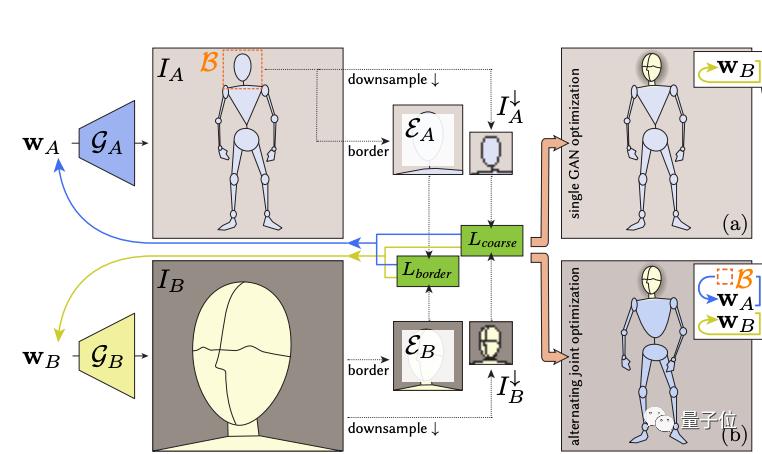 w_A
𝒢_A
I_A
ℬ
downsample ↓
border
ℰ_A
I_A^↓
L_coarse
L_border
w_B
𝒢_B
I_B
border
downsample ↓
ℰ_B
I_B^↓
single GAN optimization
w_B
(a)
alternating joint optimization
ℬ
w_A
w_B
量子位
(b)